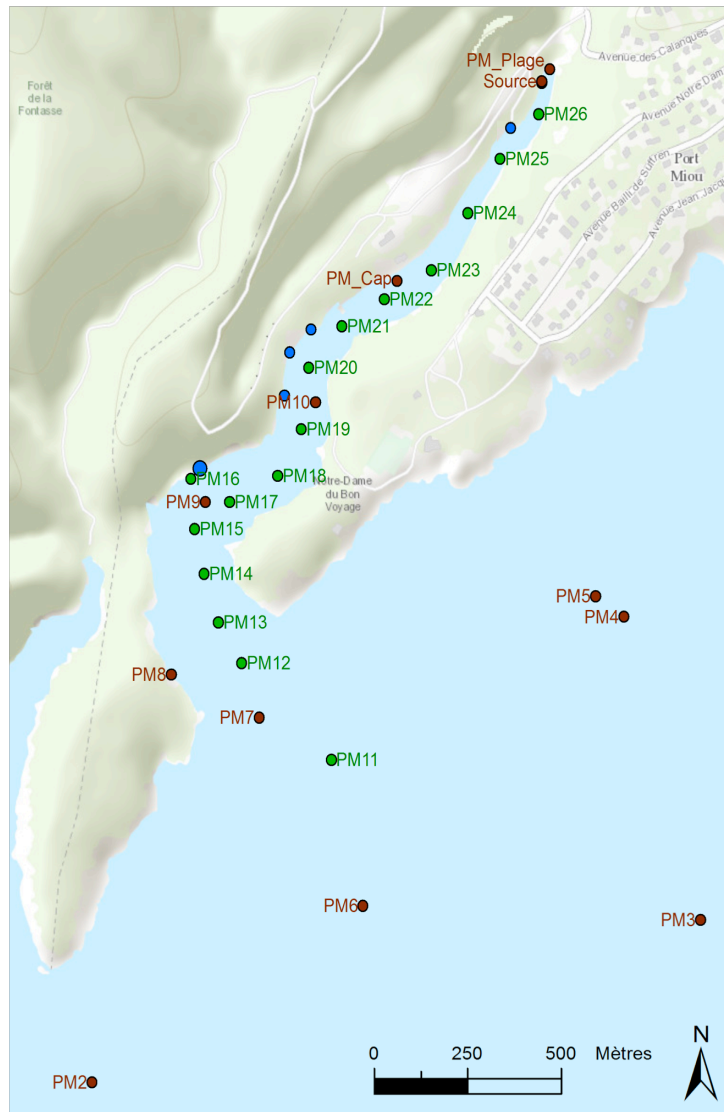 Avenue des Calanques
PM_Plage
Source
Forêt
de la
Fontasse
PM26
Avenue Notre Dame
PM25
Port
Miou
Avenue Bailli de Suffren
Avenue Jean Jacq
PM24
PM23
PM_Cap
PM22
PM21
PM20
PM10
PM19
PM18
PM16
Notre-Dame
du Bon
Voyage
PM9
PM17
PM15
PM14
PM5
PM4
PM13
PM12
PM8
PM7
PM11
PM6
PM3
N
0 250 500 Mètres
PM2